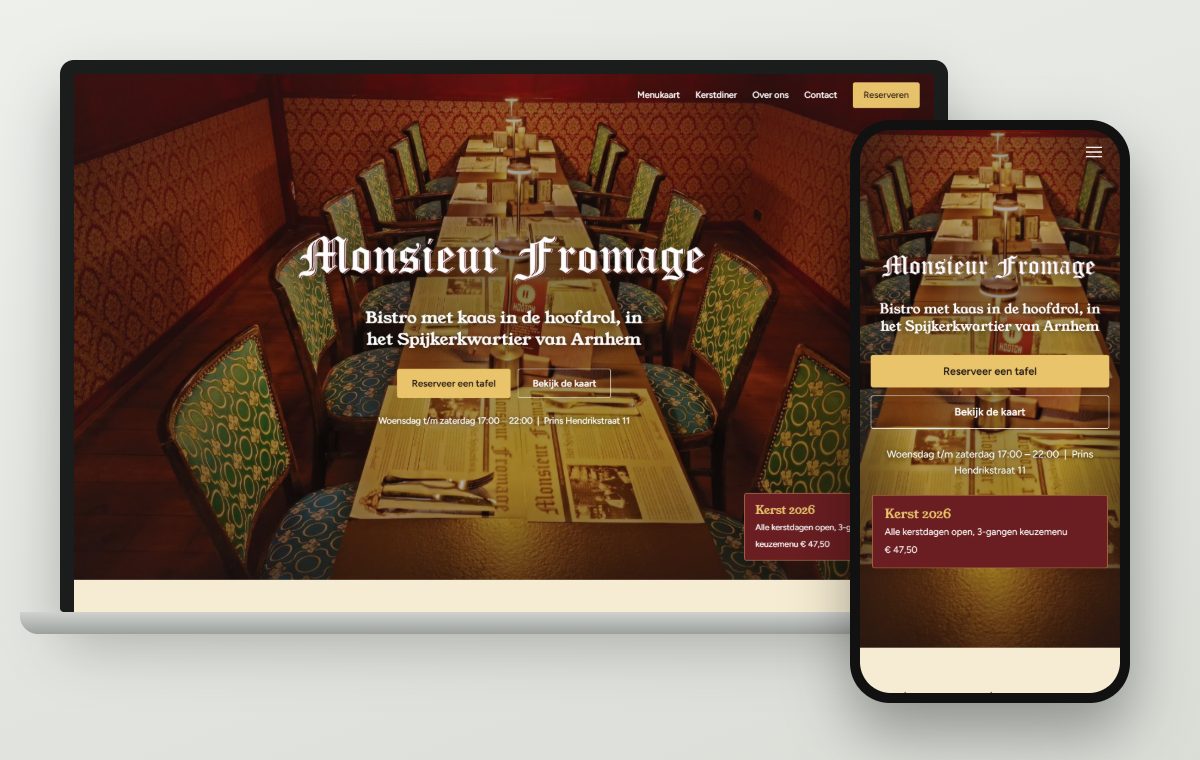 Menukaart Kerstdiner Over ons Contact Reserveren
Monsieur Fromage
Bistro met kaas in de hoofdrol, in
het Spijkerkwartier van Arnhem
Reserveer een tafel Bekijk de kaart
Woensdag t/m zaterdag 17:00 – 22:00 | Prins Hendrikstraat 11
Monsieur Fromage
Monsieur Fromage
Kerst 2026
Alle kerstdagen open, 3-g
keuzemenu € 47,50
Monsieur Fromage
Bistro met kaas in de hoofdrol, in
het Spijkerkwartier van Arnhem
Reserveer een tafel
Bekijk de kaart
Woensdag t/m zaterdag 17:00 – 22:00 | Prins
Hendrikstraat 11
Kerst 2026
Alle kerstdagen open, 3-gangen keuzemenu
€ 47,50